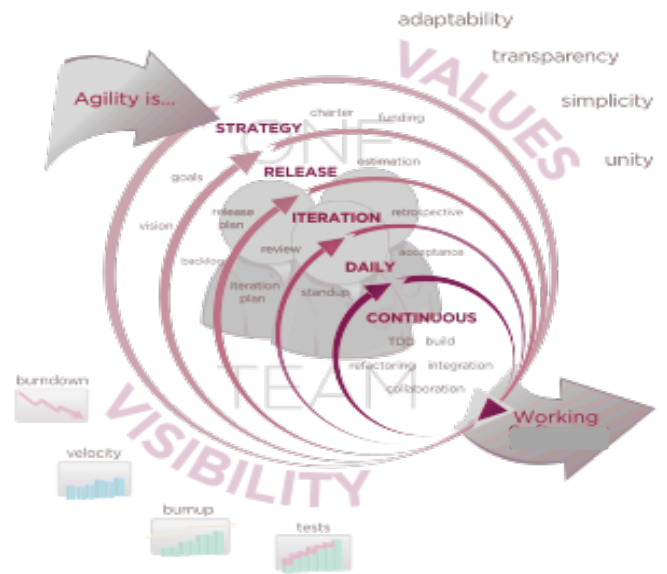 adaptability
transparency
simplicity
unity
VALUES
Agility is...
ONE
STRATEGY
charter
funding
RELEASE
estimation
goals
vision
release
plan
ITERATION
retrospective
backlog
review
acceptance
DAILY
iteration
plan
standup
CONTINUOUS
TDD build
refactoring integration
collaboration
TEAM
Working
VISIBILITY
burndown
velocity
burnup
tests